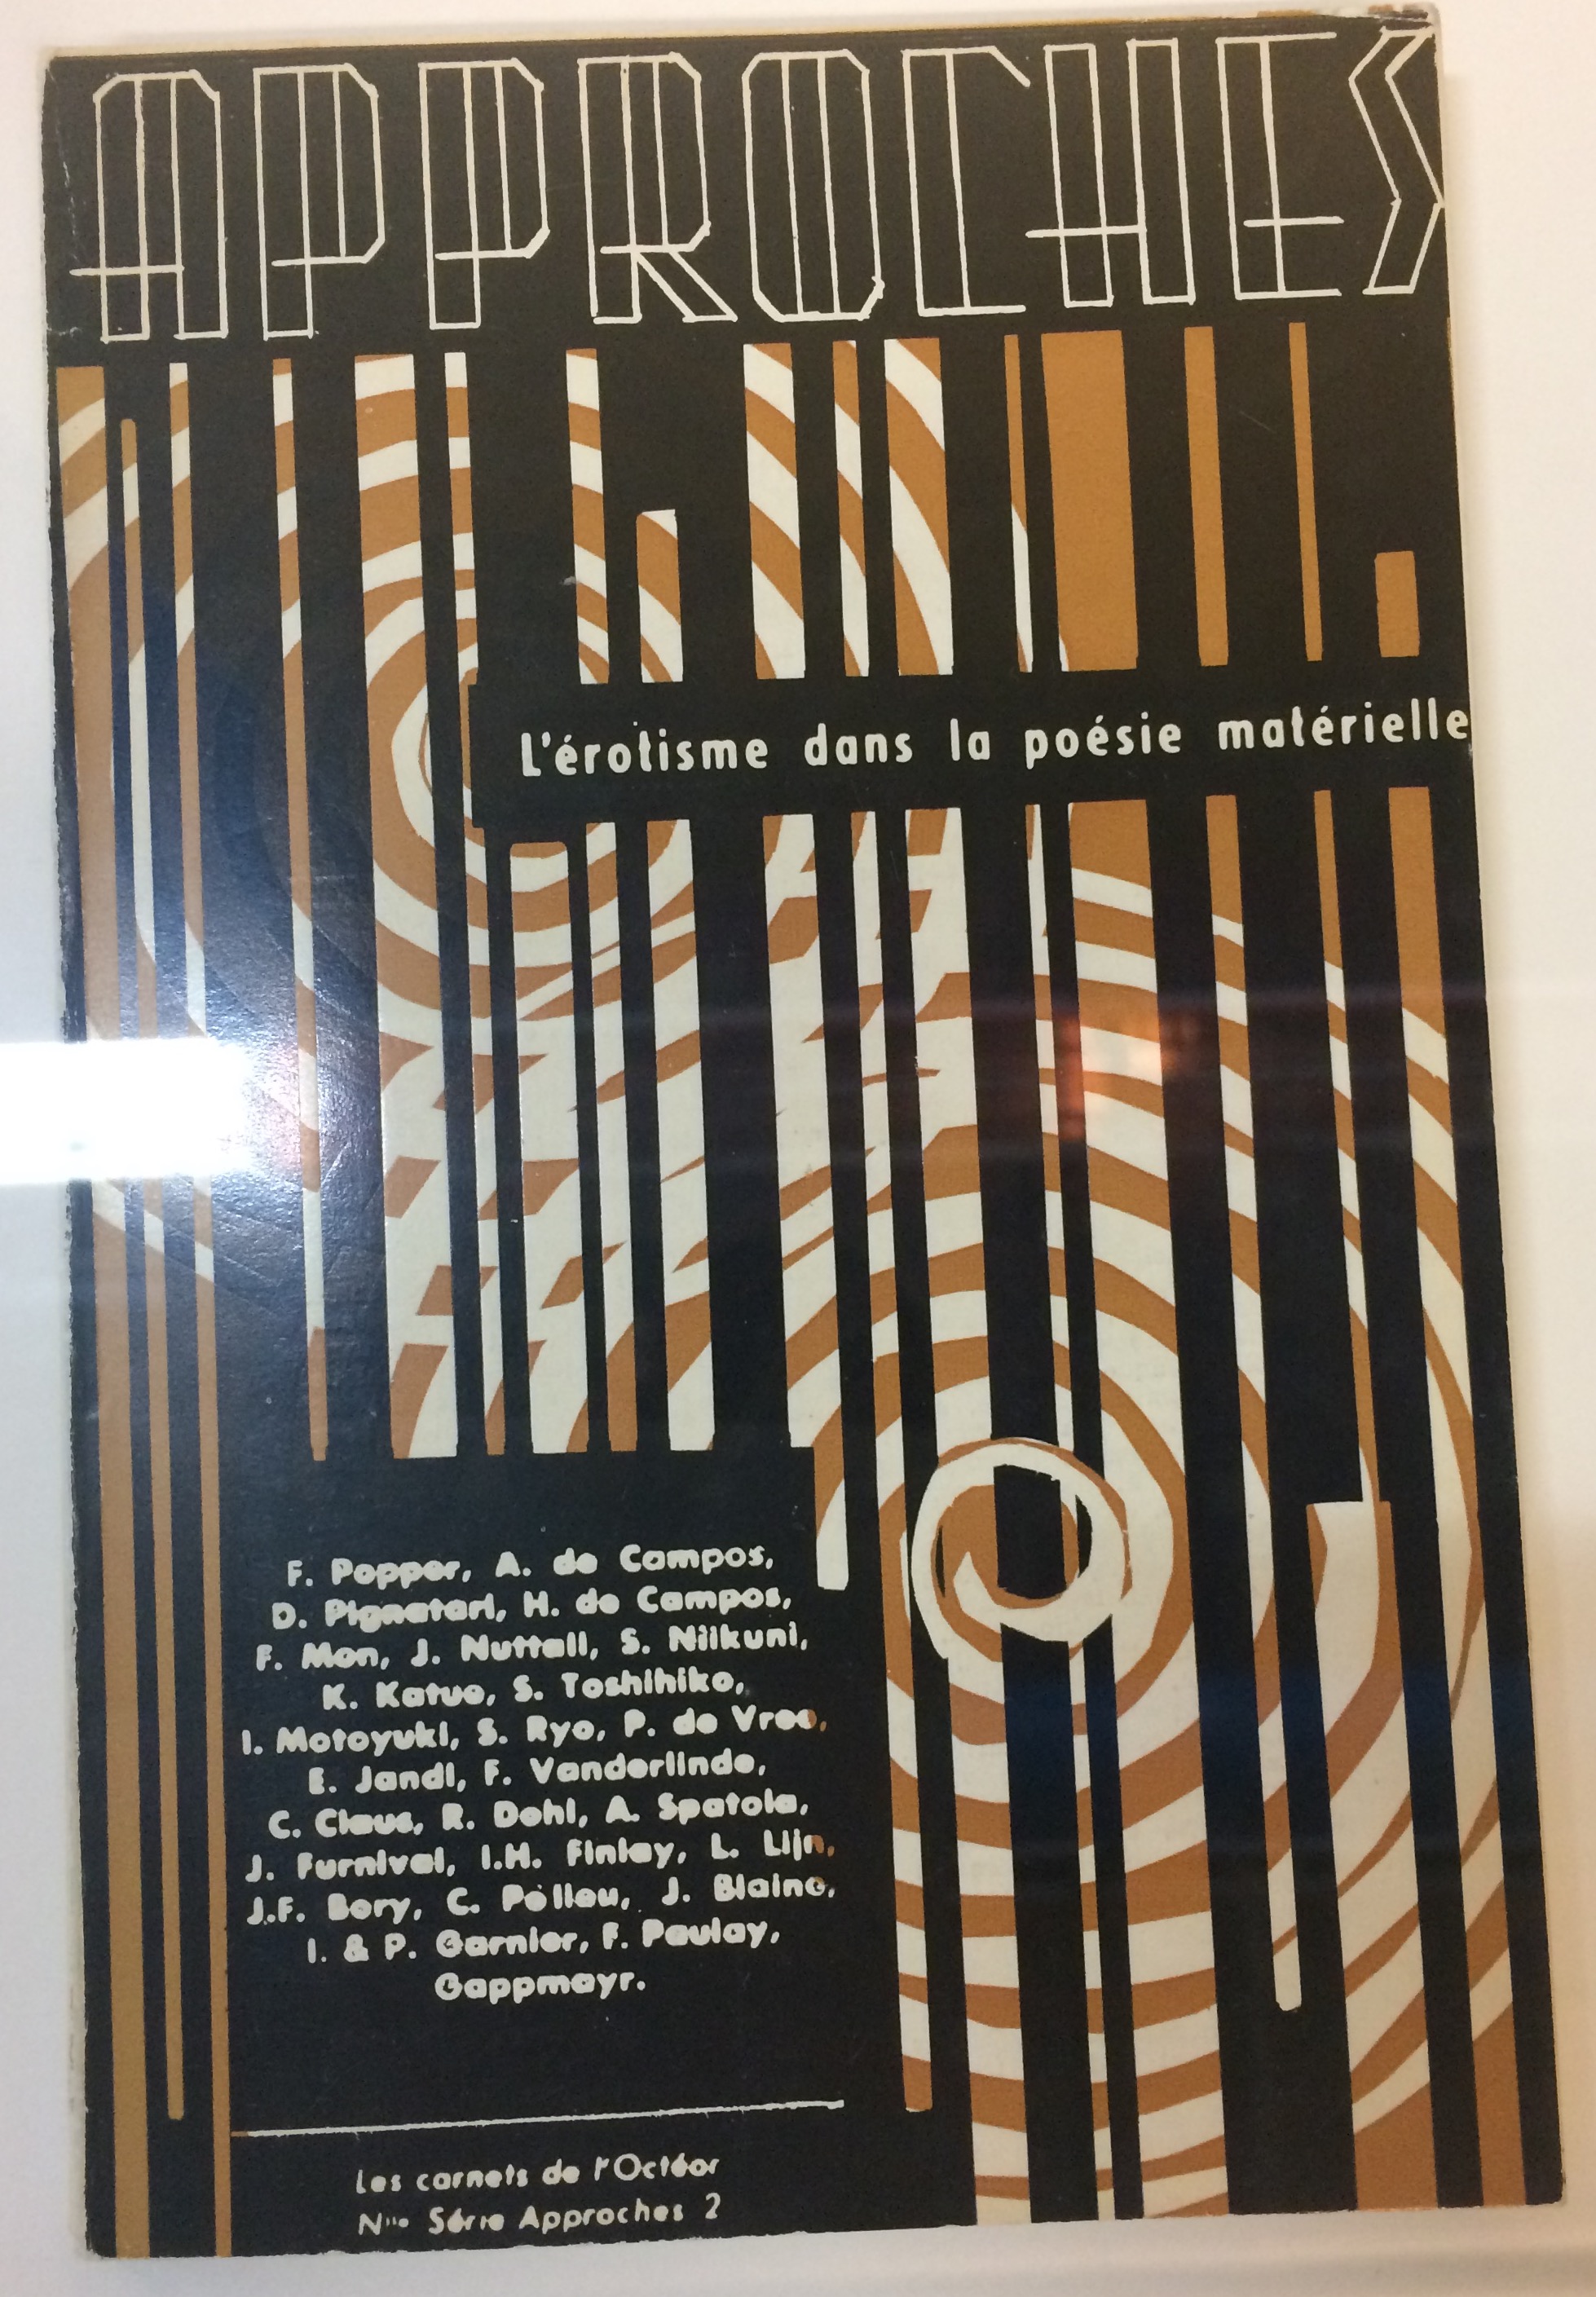 APPROCHES
L'érotisme dans la poésie matérielle
F. Popper, A. de Campos,
D. Pignatari, H. de Campos,
F. Mon, J. Nuttall, S. Niikuni,
K. Katue, S. Toshihiko,
I. Motoyuki, S. Ryo, P. de Vree,
E. Jandl, F. Vanderlinde,
C. Claus, R. Dohl, A. Spatola,
J. Furnival, I.H. Finlay, L. Lijn,
J.F. Bory, C. Pélieu, J. Blaine,
I. & P. Garnier, F. Paulay,
Gappmayr.
Les carnets de l'Octéor
Nlle Série Approches 2